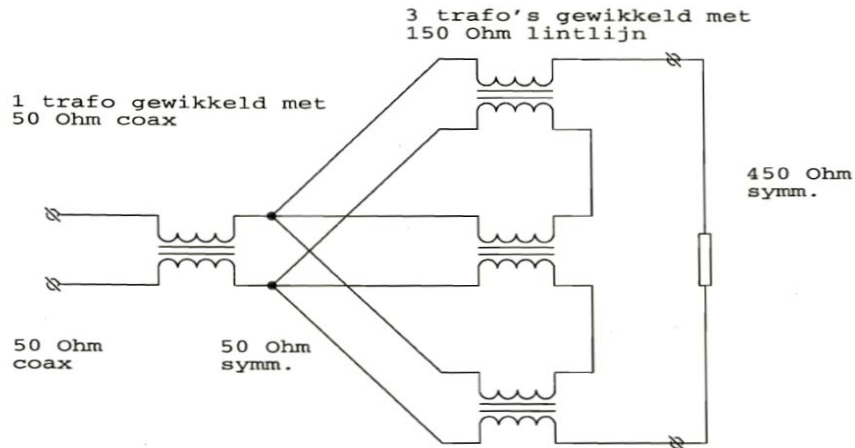 3 trafo's gewikkeld met
150 Ohm lintlijn
1 trafo gewikkeld met
50 Ohm coax
450 Ohm
symm.
50 Ohm
coax
50 Ohm
symm.